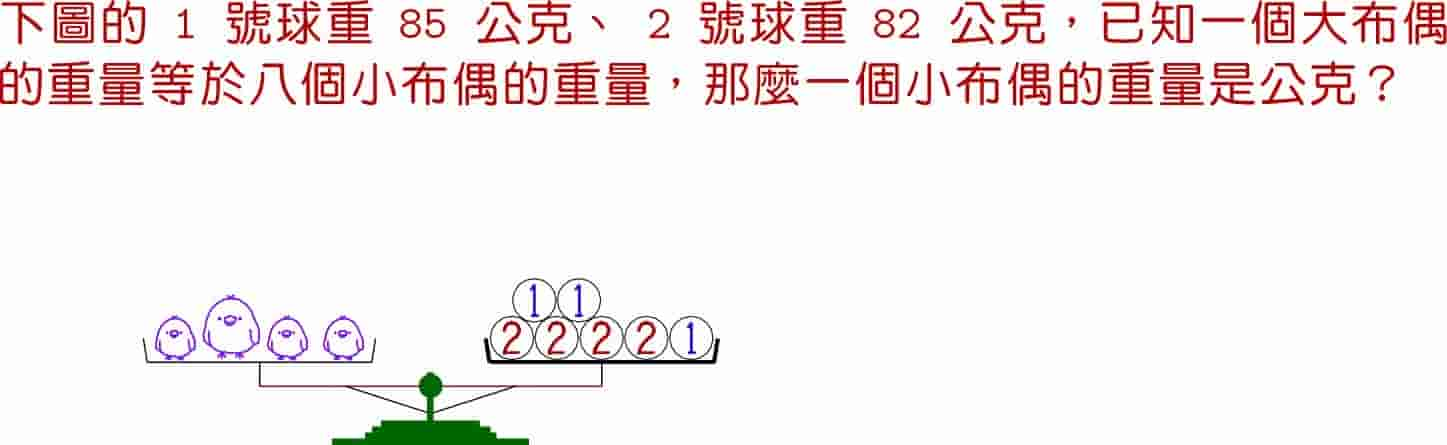 下圖的 1 號球重 85 公克、 2 號球重 82 公克，已知一個大布偶
的重量等於八個小布偶的重量，那麼一個小布偶的重量是公克？
1 1
2 2 2 2 1